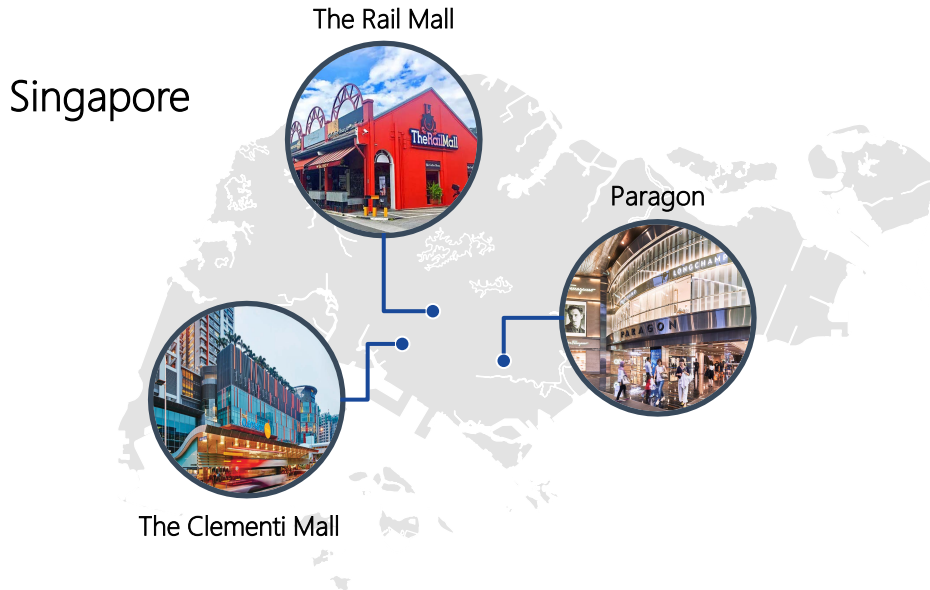 The Rail Mall
Singapore
TheRailMall
Paragon
LONGCHAMP
PARAGON
The Clementi Mall